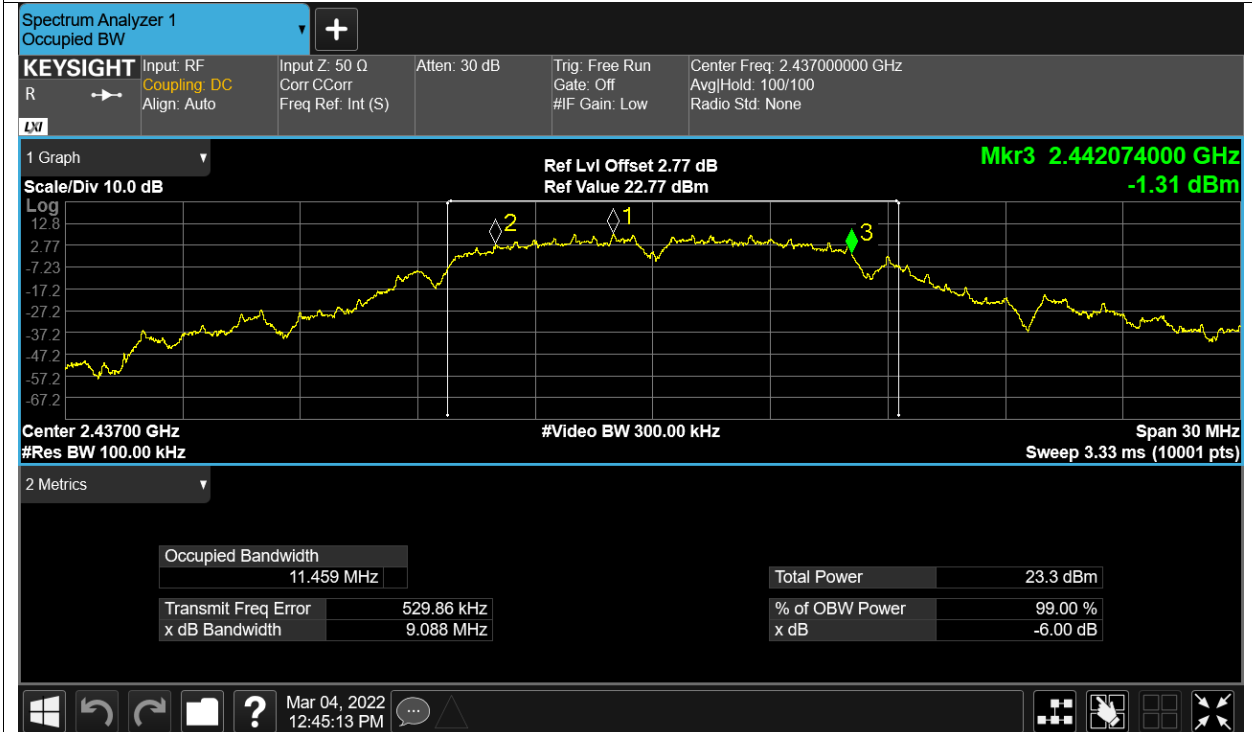 Spectrum Analyzer 1
Occupied BW
KEYSIGHT
R
LXI
Input: RF
Coupling: DC
Align: Auto
Input Z: 50 Ω
Corr CCorr
Freq Ref: Int (S)
Atten: 30 dB
Trig: Free Run
Gate: Off
#IF Gain: Low
Center Freq: 2.437000000 GHz
Avg|Hold: 100/100
Radio Std: None
1 Graph
Scale/Div 10.0 dB
Ref Lvl Offset 2.77 dB
Ref Value 22.77 dBm
Mkr3 2.442074000 GHz
-1.31 dBm
Log
12.8
2.77
-7.23
-17.2
-27.2
-37.2
-47.2
-57.2
-67.2
2
1
3
Center 2.43700 GHz
#Res BW 100.00 kHz
#Video BW 300.00 kHz
Span 30 MHz
Sweep 3.33 ms (10001 pts)
2 Metrics
Occupied Bandwidth
11.459 MHz
Transmit Freq Error 529.86 kHz
x dB Bandwidth 9.088 MHz
Total Power 23.3 dBm
% of OBW Power 99.00 %
x dB -6.00 dB
?
Mar 04, 2022
12:45:13 PM